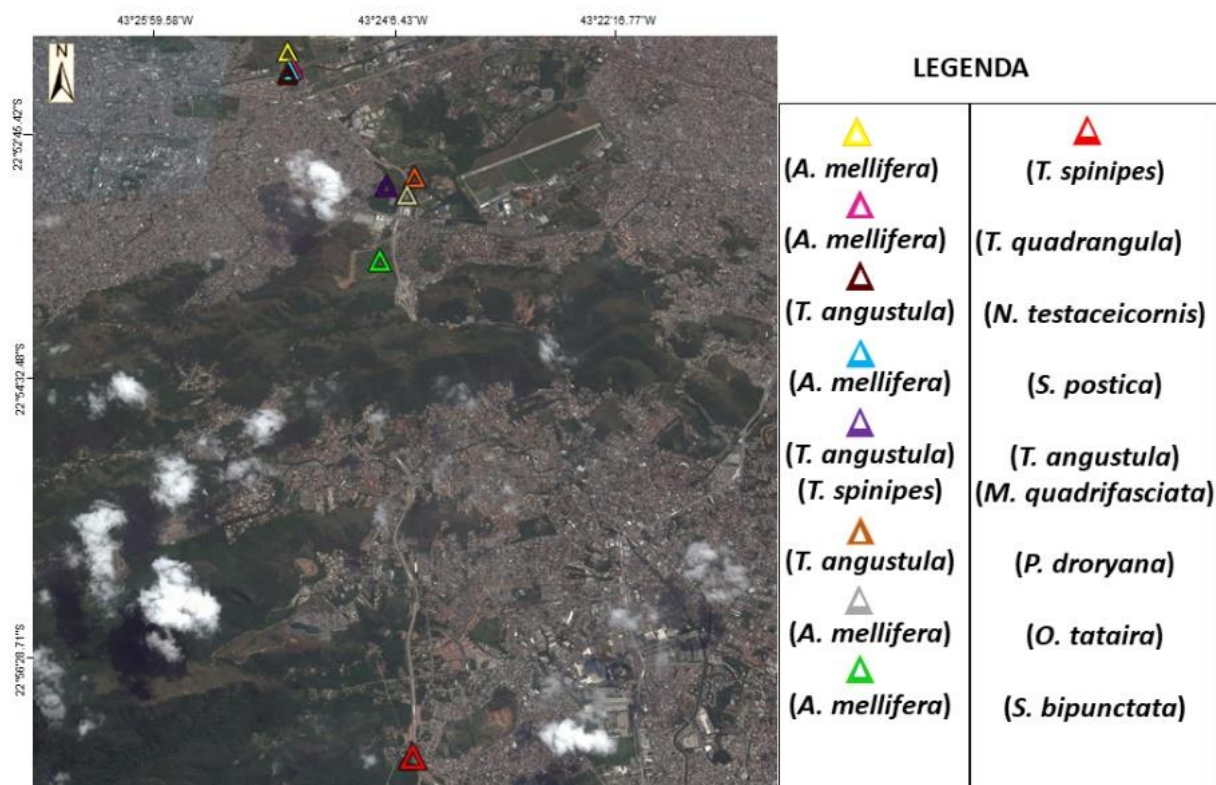 43°25'59.58"W 43°24'6.43"W 43°22'16.77"W
N
22°52'45.42"S
22°54'32.48"S
22°56'28.71"S
LEGENDA
(A. mellifera) (T. spinipes)
(A. mellifera) (T. quadrangula)
(T. angustula) (N. testaceicornis)
(A. mellifera) (S. postica)
(T. angustula) (T. angustula)
(T. spinipes) (M. quadrifasciata)
(T. angustula) (P. droryana)
(A. mellifera) (O. tataira)
(A. mellifera) (S. bipunctata)